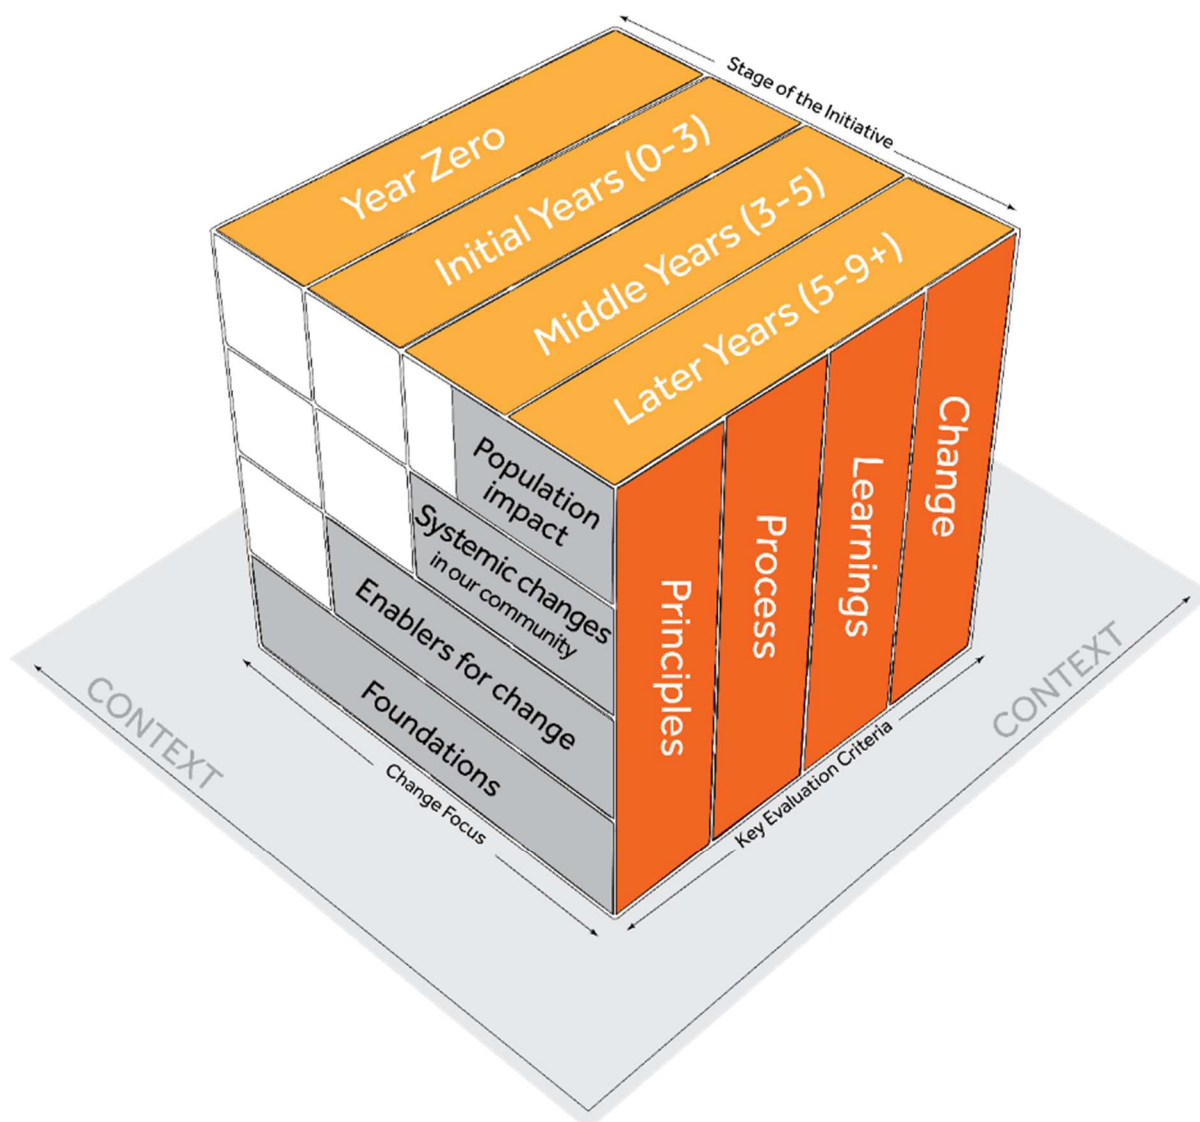 Stage of the Initiative
Year Zero
Initial Years (0-3)
Middle Years (3-5)
Later Years (5-9+)
Population
impact
Systemic changes
in our community
Enablers for change
Foundations
Principles
Process
Learnings
Change
CONTEXT
Change Focus
Key Evaluation Criteria
CONTEXT